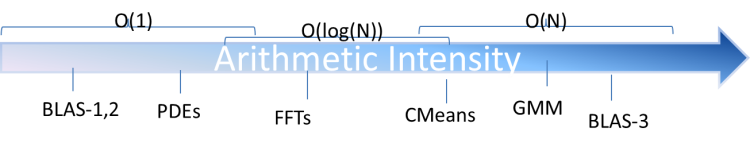 O(1)
O(log(N))
O(N)
Arithmetic Intensity
BLAS-1,2
PDEs
FFTs
CMeans
GMM
BLAS-3